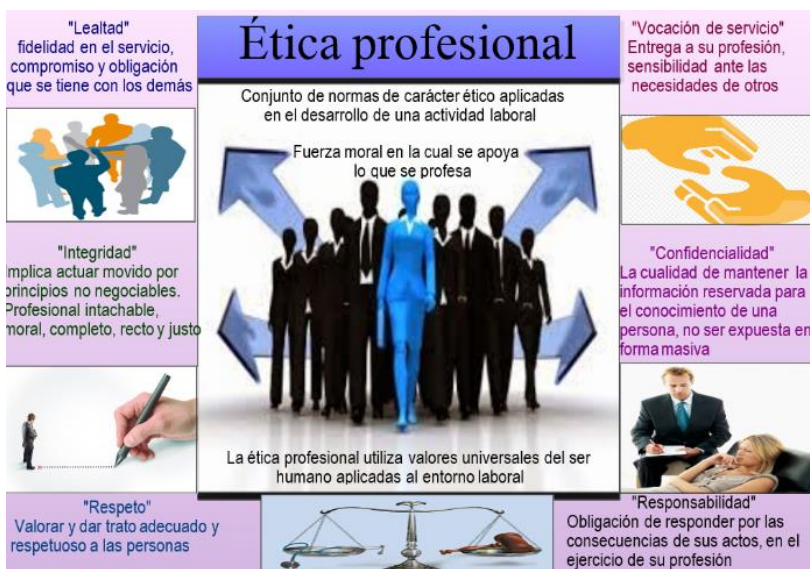 Ética profesional
Conjunto de normas de carácter ético aplicadas
en el desarrollo de una actividad laboral
Fuerza moral en la cual se apoya
lo que se profesa
"Lealtad"
fidelidad en el servicio,
compromiso y obligación
que se tiene con los demás
"Vocación de servicio"
Entrega a su profesión,
sensibilidad ante las
necesidades de otros
"Integridad"
mplica actuar movido por
principios no negociables.
Profesional intachable,
moral, completo, recto y justo
"Confidencialidad"
La cualidad de mantener la
información reservada para
el conocimiento de una
persona, no ser expuesta en
forma masiva
La ética profesional utiliza valores universales del ser
humano aplicadas al entorno laboral
"Respeto"
Valorar y dar trato adecuado y
respetuoso a las personas
"Responsabilidad"
Obligación de responder por las
consecuencias de sus actos, en el
ejercicio de su profesión